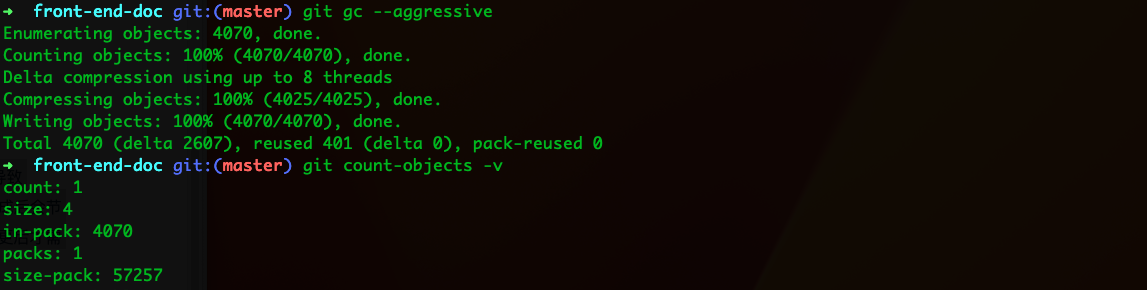 ➜  front-end-doc git:(master) git gc --aggressive
Enumerating objects: 4070, done.
Counting objects: 100% (4070/4070), done.
Delta compression using up to 8 threads
Compressing objects: 100% (4025/4025), done.
Writing objects: 100% (4070/4070), done.
Total 4070 (delta 2607), reused 401 (delta 0), pack-reused 0
➜  front-end-doc git:(master) git count-objects -v
count: 1
size: 4
in-pack: 4070
packs: 1
size-pack: 57257